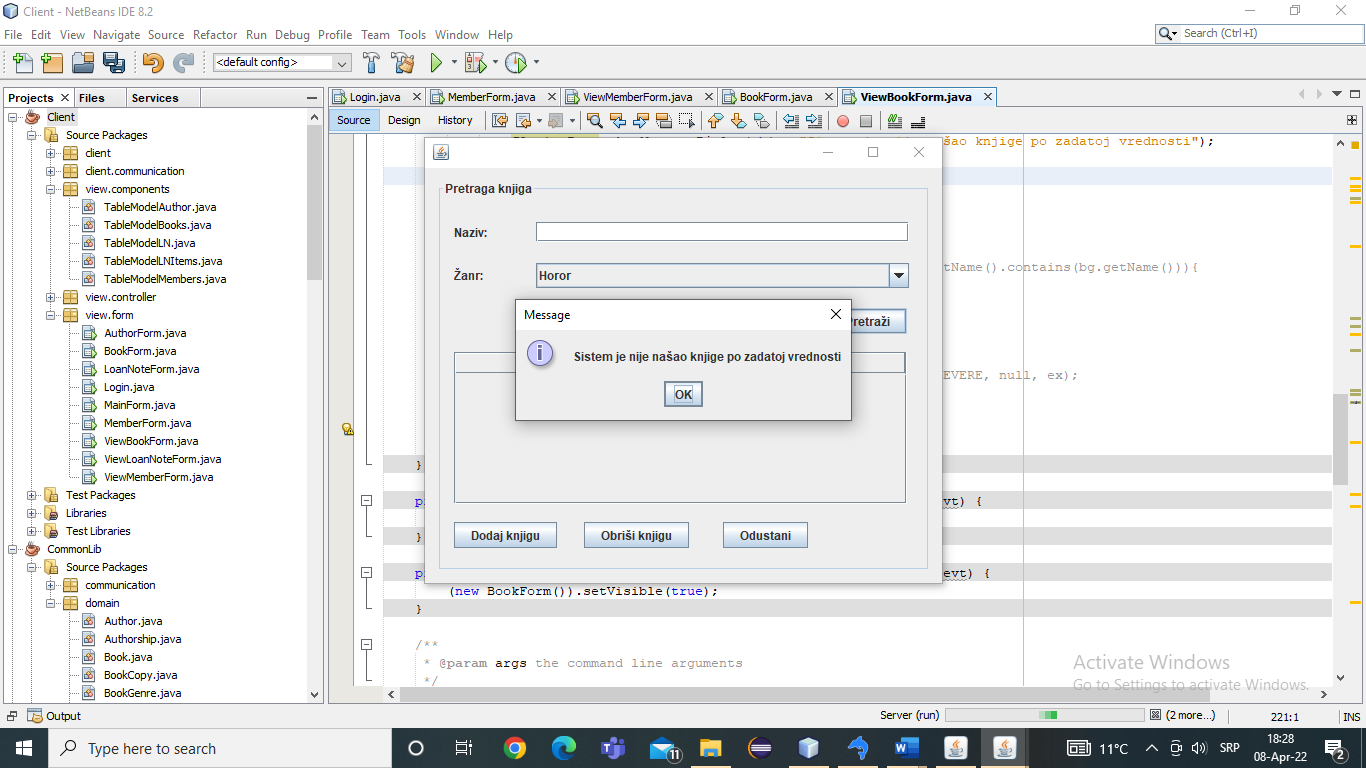 Client - NetBeans IDE 8.2
File Edit View Navigate Source Refactor Run Debug Profile Team Tools Window Help
Search (Ctrl+I)
<default config>
Projects Files Services
Login.java MemberForm.java ViewMemberForm.java BookForm.java ViewBookForm.java
Source Design History
Client
Source Packages
client
client.communication
view.components
TableModelAuthor.java
TableModelBooks.java
TableModelLN.java
TableModelLNItems.java
TableModelMembers.java
view.controller
view.form
AuthorForm.java
BookForm.java
LoanNoteForm.java
Login.java
MainForm.java
MemberForm.java
ViewBookForm.java
ViewLoanNoteForm.java
ViewMemberForm.java
Test Packages
Libraries
Test Libraries
CommonLib
Source Packages
communication
domain
Author.java
Authorship.java
Book.java
BookCopy.java
BookGenre.java
šao knjige po zadatoj vrednosti");
tName().contains(bg.getName())){
EVERE, null, ex);
}
vt) {
}
evt) {
(new BookForm()).setVisible(true);
}
/**
* @param args the command line arguments
*/
Pretraga knjiga
Naziv:
Žanr: Horor
retraži
Message
Sistem je nije našao knjige po zadatoj vrednosti
OK
Dodaj knjigu Obriši knjigu Odustani
Activate Windows
Go to Settings to activate Windows.
Output
Server (run) (2 more...) 221:1 INS
Type here to search
11
11°C
SRP
18:28
08-Apr-22
2